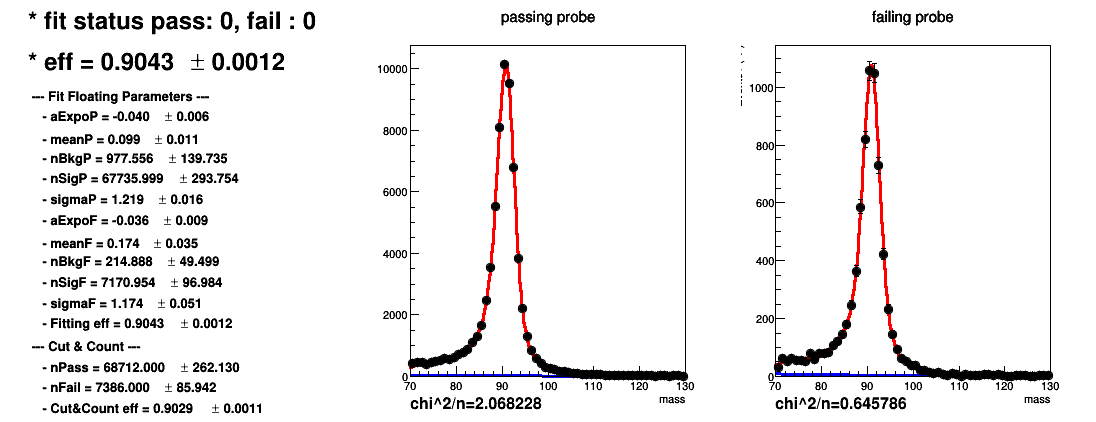 * fit status pass: 0, fail : 0
* eff = 0.9043 ± 0.0012
--- Fit Floating Parameters ---
- aExpoP = -0.040 ± 0.006
- meanP = 0.099 ± 0.011
- nBkgP = 977.556 ± 139.735
- nSigP = 67735.999 ± 293.754
- sigmaP = 1.219 ± 0.016
- aExpoF = -0.036 ± 0.009
- meanF = 0.174 ± 0.035
- nBkgF = 214.888 ± 49.499
- nSigF = 7170.954 ± 96.984
- sigmaF = 1.174 ± 0.051
- Fitting eff = 0.9043 ± 0.0012
--- Cut & Count ---
- nPass = 68712.000 ± 262.130
- nFail = 7386.000 ± 85.942
- Cut&Count eff = 0.9029 ± 0.0011
passing probe
10000
8000
6000
4000
2000
0
70 80 90 100 110 120 130
mass
chi^2/n=2.068228
failing probe
1000
800
600
400
200
0
70 80 90 100 110 120 130
mass
chi^2/n=0.645786